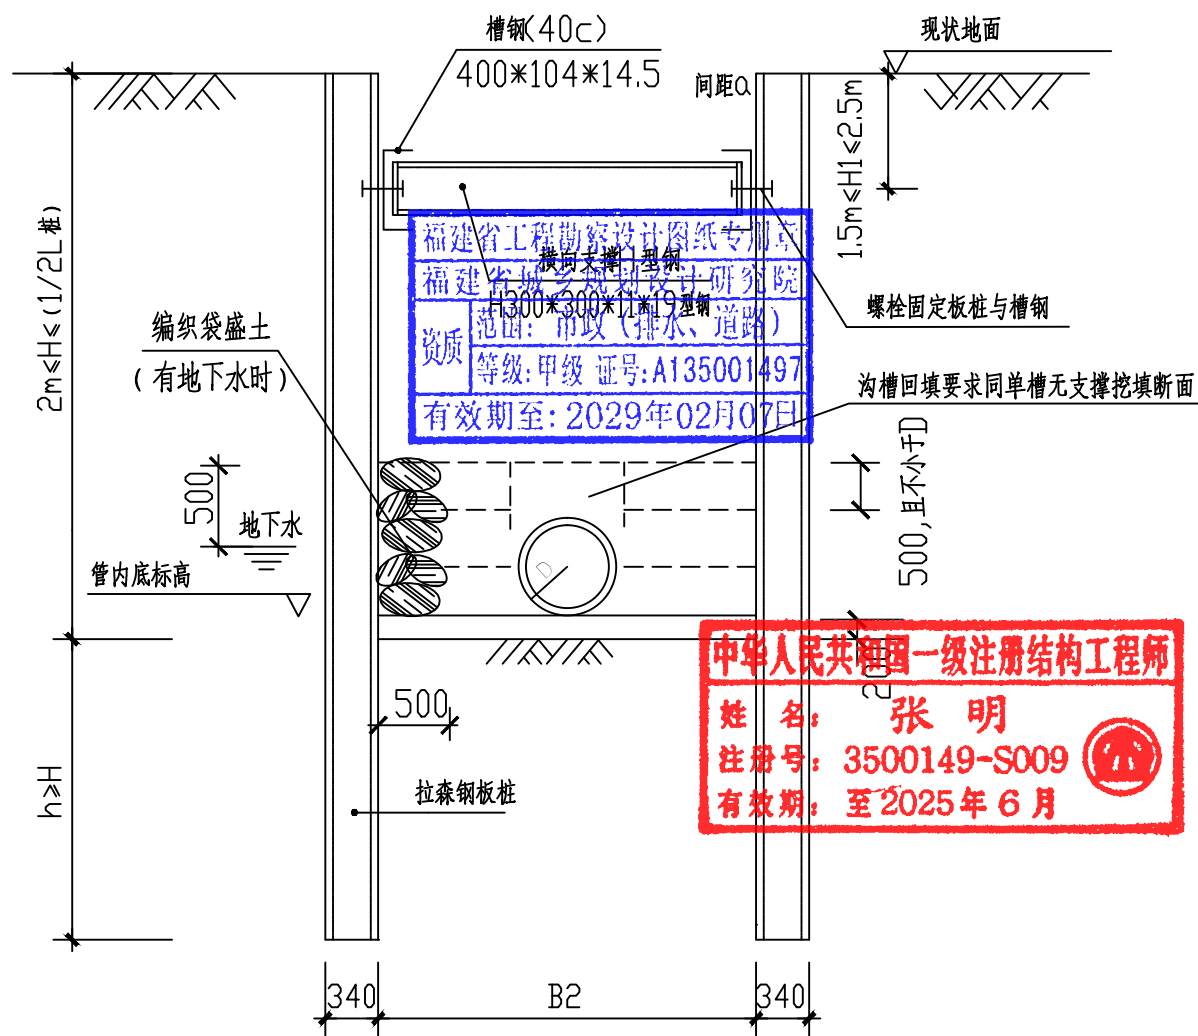 槽钢(40c)
400*104*14.5
现状地面
间距a
1.5m≤H1≤2.5m
2m≤H≤(1/2L桩)
福建省工程勘察设计图纸专用章
横向支撑H型钢
福建省城乡规划设计研究院
H300*300*11*19型钢
资质
范围: 市政（排水、道路）
等级:甲级 证号:A135001497
有效期至: 2029年02月07日
螺栓固定板桩与槽钢
编织袋盛土
(有地下水时)
沟槽回填要求同单槽无支撑挖填断面
500
地下水
500,且不小于D
管内底标高
D
中华人民共和国一级注册结构工程师
姓 名: 张 明
注册号: 3500149-S009
有效期: 至2025年6月
500
拉森钢板桩
h≥H
340
B2
340